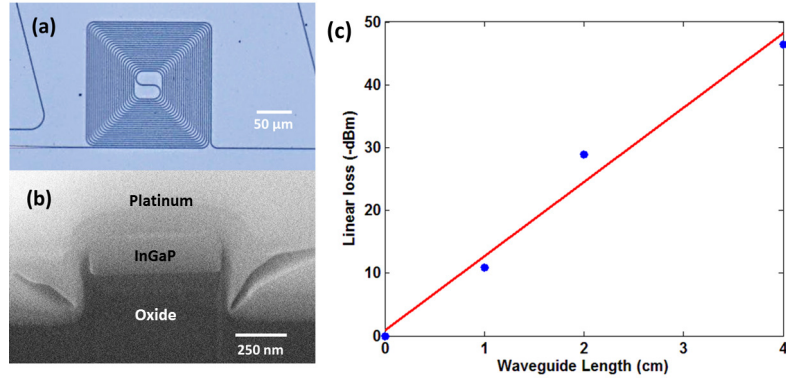 (a)
50 μm
(b)
Platinum
InGaP
Oxide
250 nm
(c)
-50
-40
-30
-20
-10
0
Linear loss (-dBm)
0 1 2 3 4
Waveguide Length (cm)